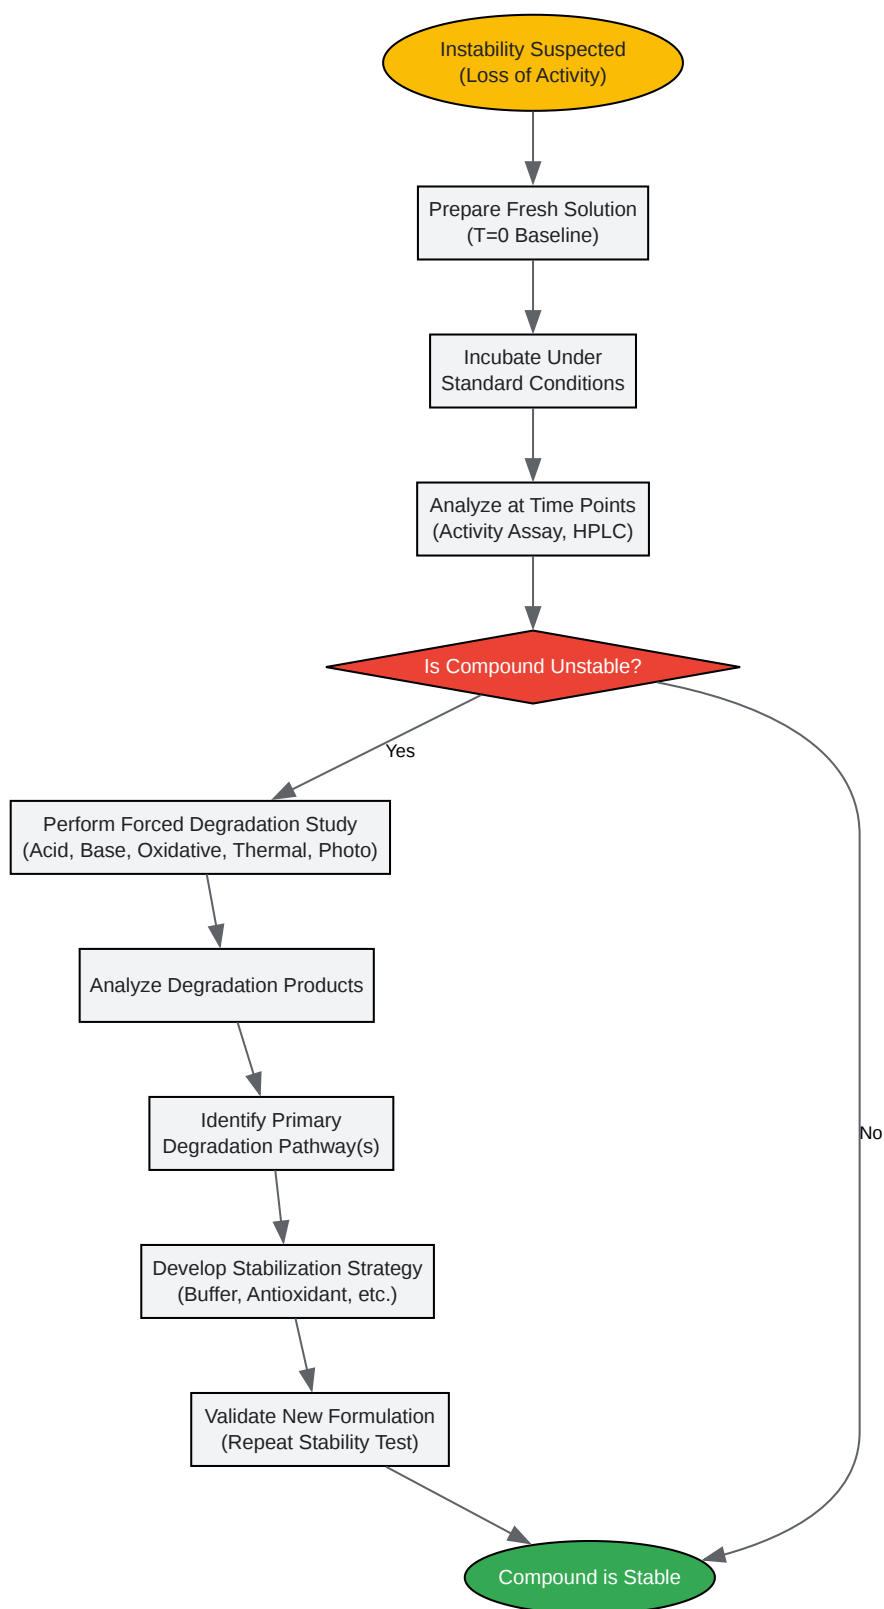 Instability Suspected
(Loss of Activity)
Prepare Fresh Solution
(T=0 Baseline)
Incubate Under
Standard Conditions
Analyze at Time Points
(Activity Assay, HPLC)
Is Compound Unstable?
Yes
Perform Forced Degradation Study
(Acid, Base, Oxidative, Thermal, Photo)
Analyze Degradation Products
Identify Primary
Degradation Pathway(s)
No
Develop Stabilization Strategy
(Buffer, Antioxidant, etc.)
Validate New Formulation
(Repeat Stability Test)
Compound is Stable